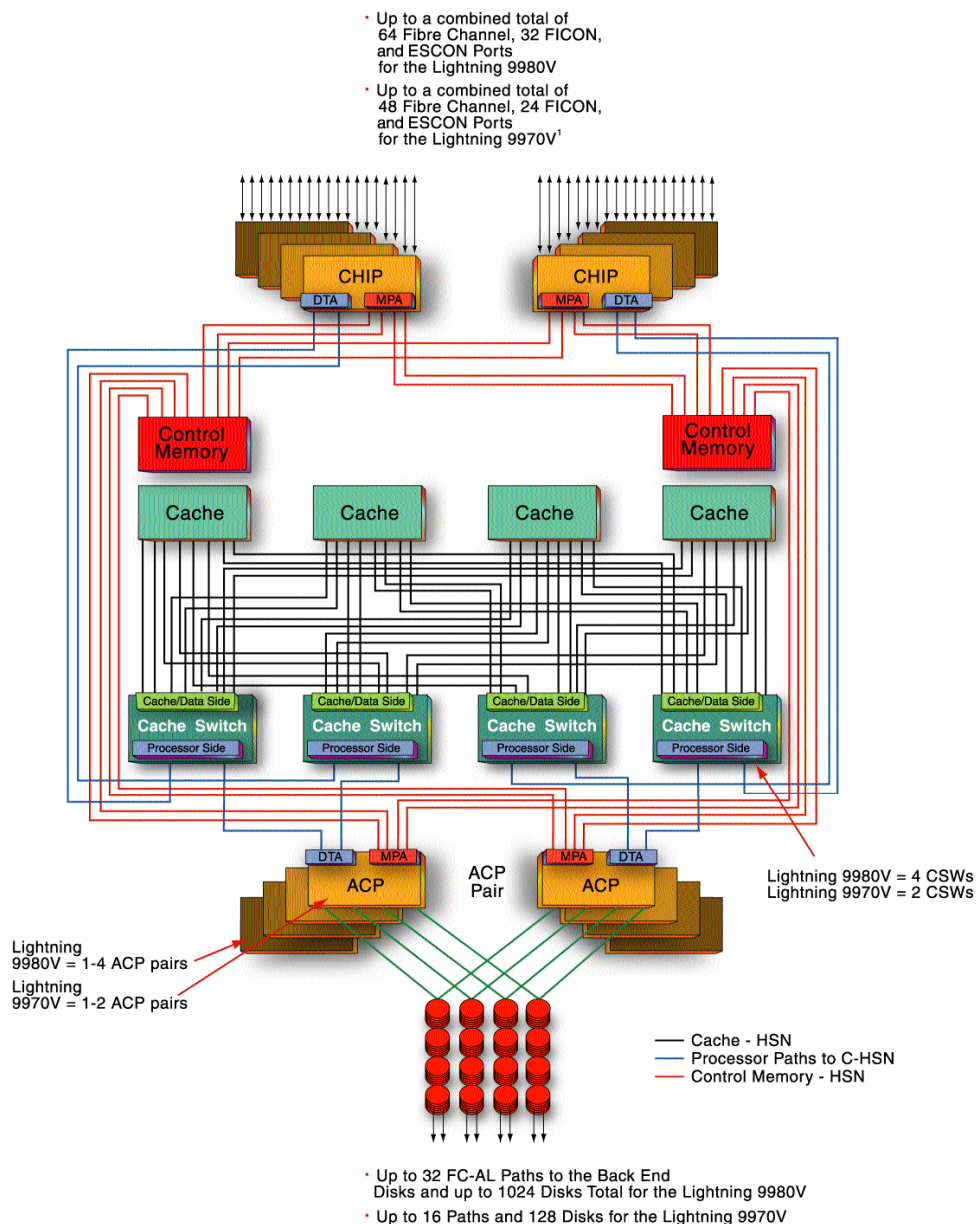 · Up to a combined total of
64 Fibre Channel, 32 FICON,
and ESCON Ports
for the Lightning 9980V
· Up to a combined total of
48 Fibre Channel, 24 FICON,
and ESCON Ports
for the Lightning 9970V¹
CHIP
DTA
MPA
CHIP
MPA
DTA
Control
Memory
Control
Memory
Cache
Cache
Cache
Cache
Cache/Data Side
Cache Switch
Processor Side
Cache/Data Side
Cache Switch
Processor Side
Cache/Data Side
Cache Switch
Processor Side
Cache/Data Side
Cache Switch
Processor Side
DTA
MPA
ACP
ACP
Pair
MPA
DTA
ACP
Lightning 9980V = 4 CSWs
Lightning 9970V = 2 CSWs
Lightning
9980V = 1-4 ACP pairs
Lightning
9970V = 1-2 ACP pairs
Cache - HSN
Processor Paths to C-HSN
Control Memory - HSN
· Up to 32 FC-AL Paths to the Back End
Disks and up to 1024 Disks Total for the Lightning 9980V
· Up to 16 Paths and 128 Disks for the Lightning 9970V